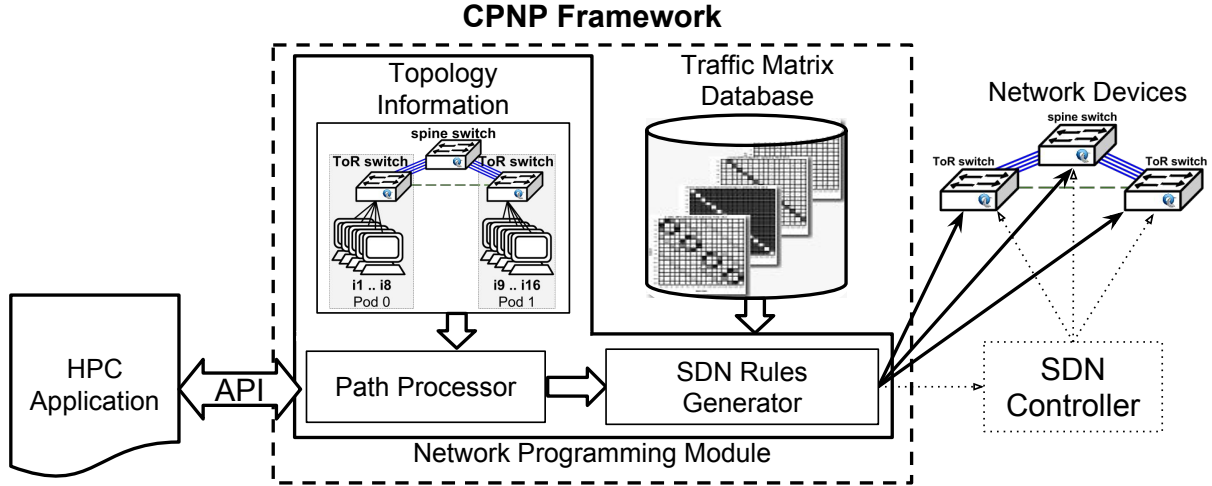 CPNP Framework
Topology
Information
spine switch
ToR switch
ToR switch
i1 .. i8
Pod 0
i9 .. i16
Pod 1
Traffic Matrix
Database
Network Devices
spine switch
ToR switch
ToR switch
HPC
Application
API
Path Processor
SDN Rules
Generator
SDN
Controller
Network Programming Module